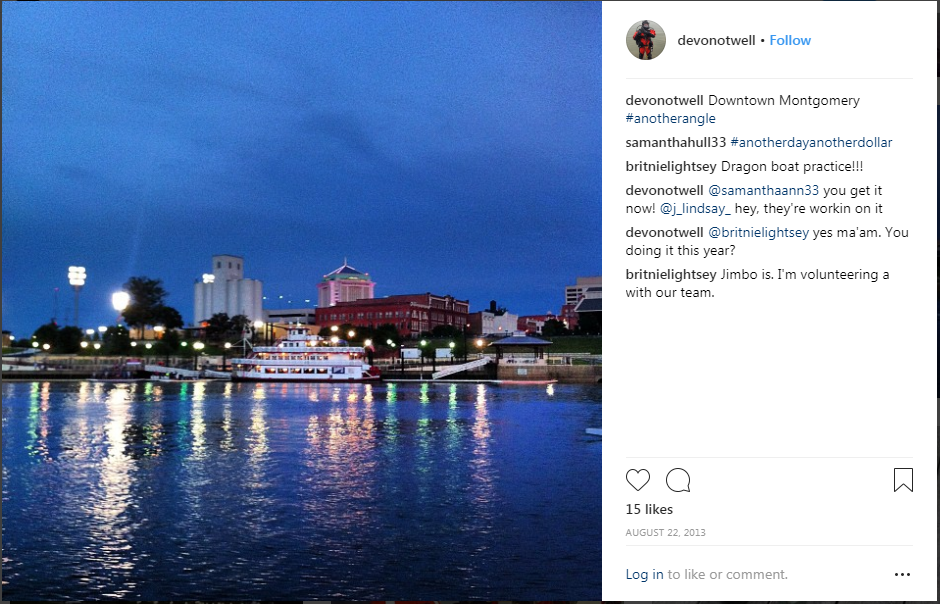 devonotwell • Follow
devonotwell Downtown Montgomery
#anotherangle
samanthahull33 #anotherdayanotherdollar
britnielightsey Dragon boat practice!!!
devonotwell @samanthaann33 you get it
now! @j_lindsay_ hey, they're workin on it
devonotwell @britnielightsey yes ma'am. You
doing it this year?
britnielightsey Jimbo is. I'm volunteering a
with our team.
15 likes
AUGUST 22, 2013
Log in to like or comment.